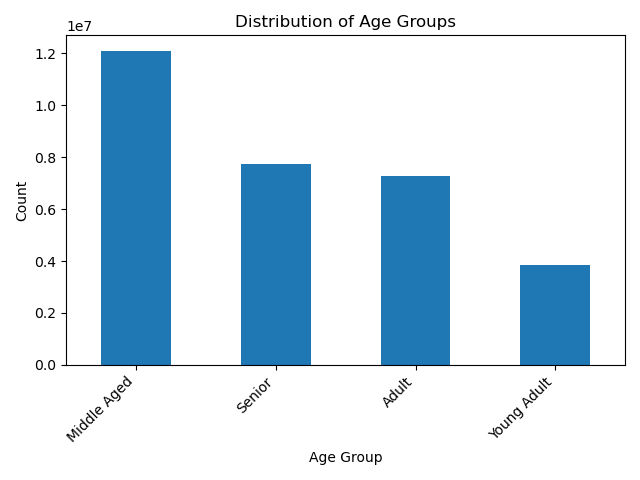 Distribution of Age Groups
1e7
1.2
1.0
0.8
0.6
0.4
0.2
0.0
Count
Middle Aged
Senior
Adult
Young Adult
Age Group